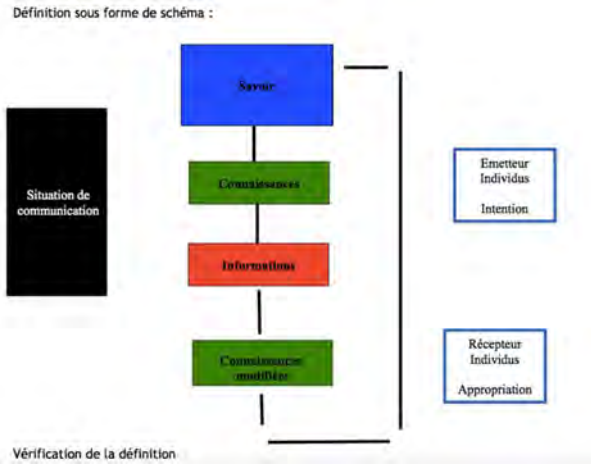 Définition sous forme de schéma :
Savoir
Situation de
communication
Connaissances
Emetteur
Individus
Intention
Informations
Récepteur
Individus
Appropriation
Connaissances
modifiées
Vérification de la définition